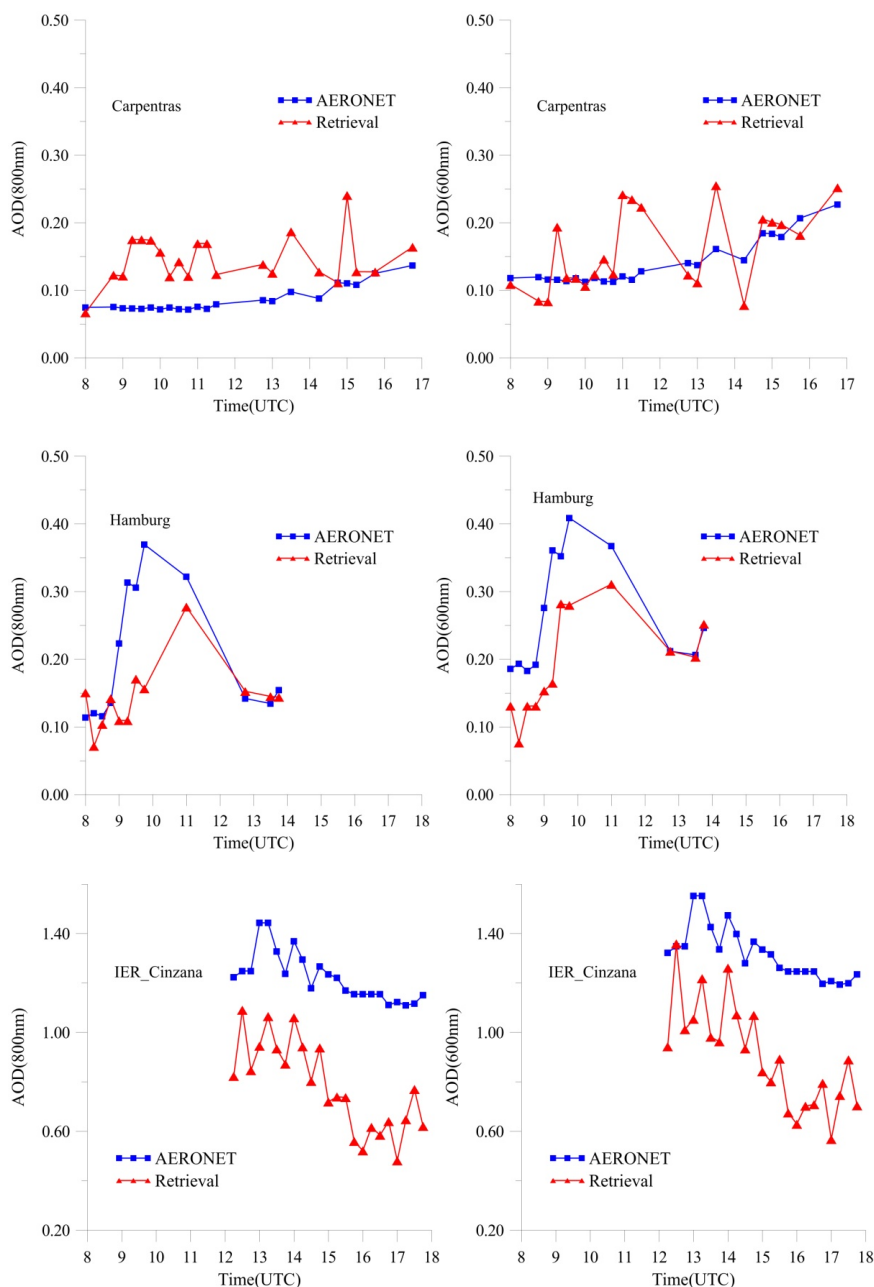 0.50
0.40
0.30
0.20
0.10
0.00
AOD(800nm)
Carpentras
AERONET
Retrieval
8 9 10 11 12 13 14 15 16 17
Time(UTC)
0.50
0.40
0.30
0.20
0.10
0.00
AOD(600nm)
Carpentras
AERONET
Retrieval
8 9 10 11 12 13 14 15 16 17
Time(UTC)
0.50
0.40
0.30
0.20
0.10
0.00
AOD(800nm)
Hamburg
AERONET
Retrieval
8 9 10 11 12 13 14 15 16 17 18
Time(UTC)
0.50
0.40
0.30
0.20
0.10
0.00
AOD(600nm)
Hamburg
AERONET
Retrieval
8 9 10 11 12 13 14 15 16 17 18
Time(UTC)
1.40
1.00
0.60
0.20
AOD(800nm)
IER_Cinzana
AERONET
Retrieval
8 9 10 11 12 13 14 15 16 17 18
Time(UTC)
1.40
1.00
0.60
0.20
AOD(600nm)
IER_Cinzana
AERONET
Retrieval
8 9 10 11 12 13 14 15 16 17 18
Time(UTC)